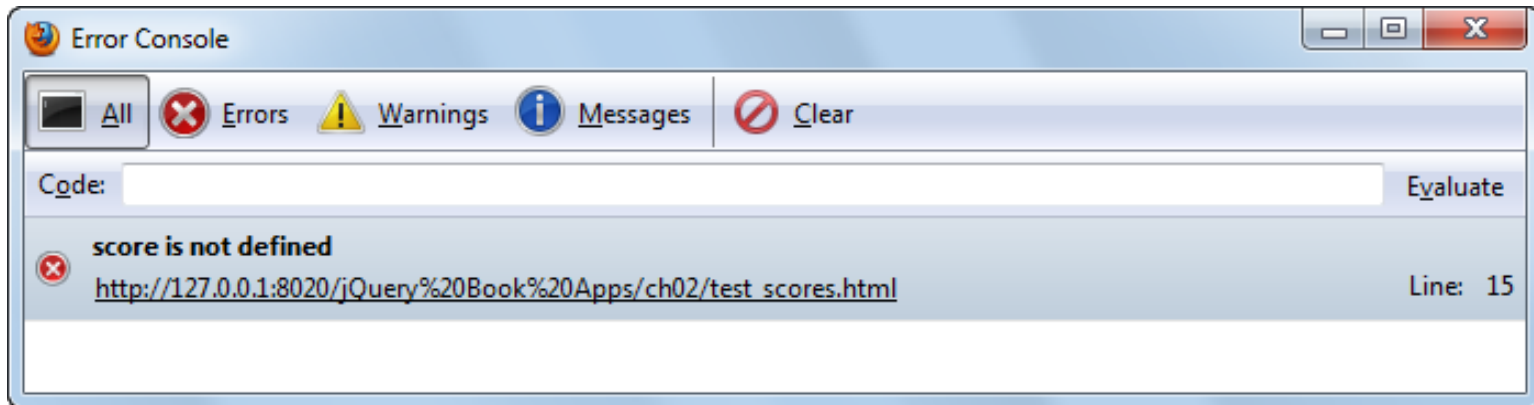 Error Console
All Errors Warnings Messages Clear
Code: Evaluate
score is not defined
http://127.0.0.1:8020/jQuery%20Book%20Apps/ch02/test_scores.html Line: 15